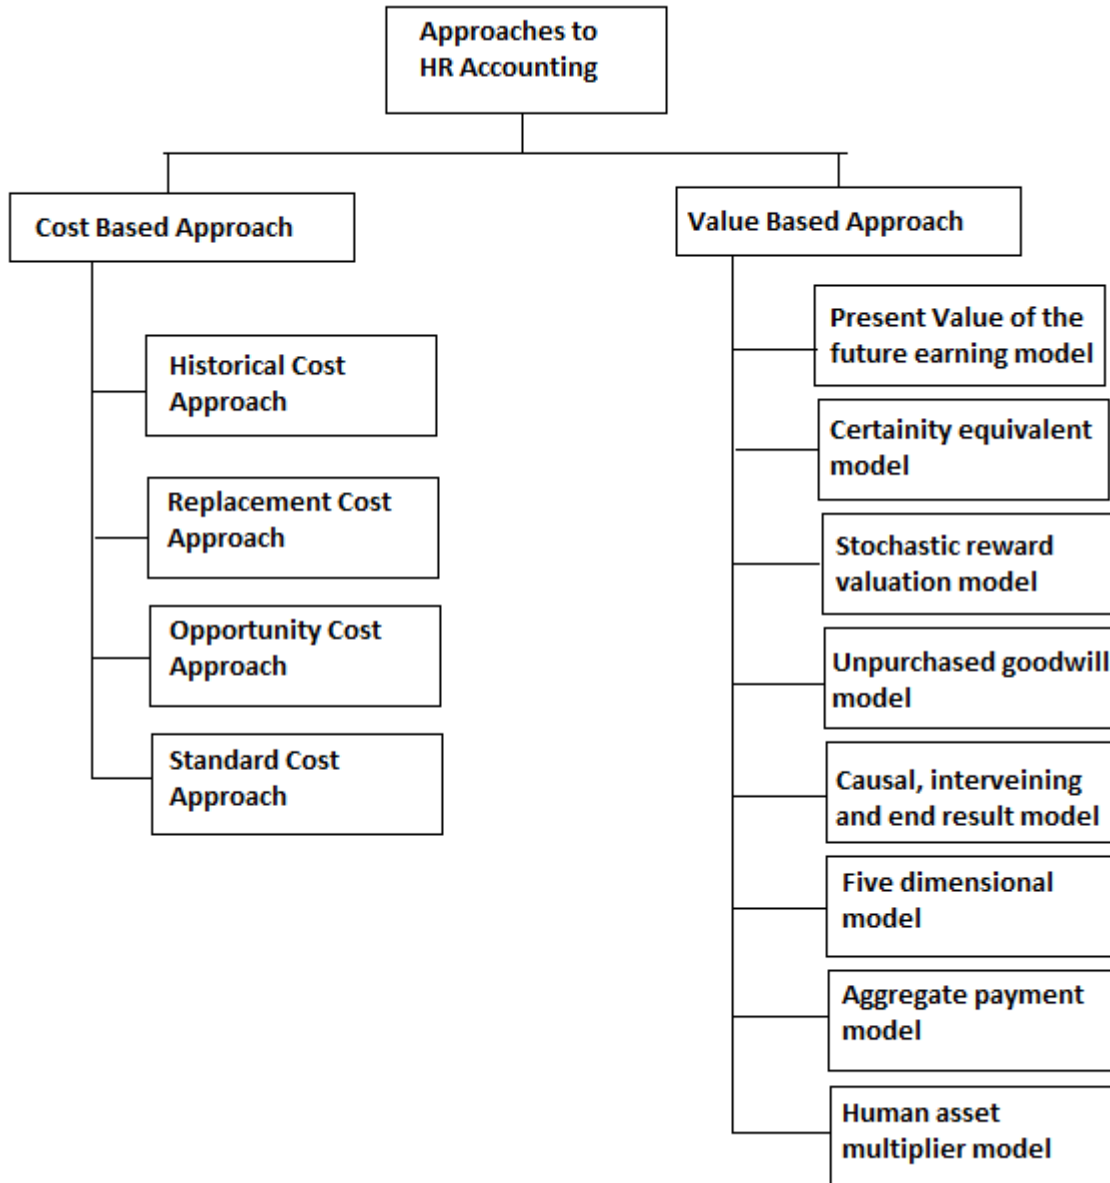 Approaches to
HR Accounting
Cost Based Approach
Historical Cost
Approach
Replacement Cost
Approach
Opportunity Cost
Approach
Standard Cost
Approach
Value Based Approach
Present Value of the
future earning model
Certainity equivalent
model
Stochastic reward
valuation model
Unpurchased goodwill
model
Causal, interveining
and end result model
Five dimensional
model
Aggregate payment
model
Human asset
multiplier model